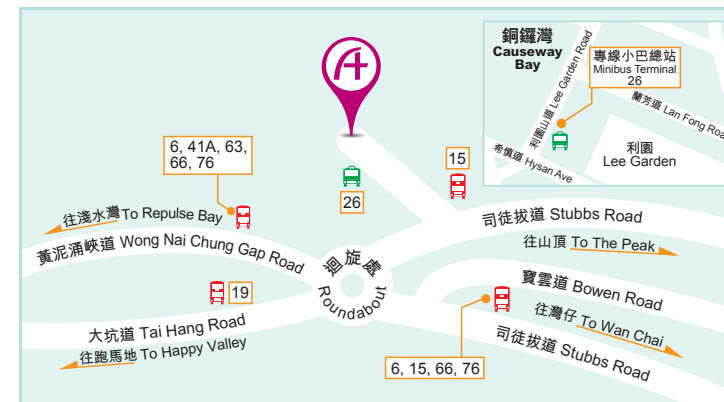 銅鑼灣
Causeway
Bay
專線小巴總站
Minibus Terminal
26
利園山道 Lee Garden Road
蘭芳道 Lan Fong Roa
希慎道 Hysan Ave
利園
Lee Garden
6, 41A, 63,
66, 76
15
26
往淺水灣 To Repulse Bay
黃泥涌峽道 Wong Nai Chung Gap Road
司徒拔道 Stubbs Road
往山頂 To The Peak
迴旋處
Roundabout
19
寶雲道 Bowen Road
大坑道 Tai Hang Road
往灣仔 To Wan Chai
往跑馬地 To Happy Valley
司徒拔道 Stubbs Road
6, 15, 66, 76